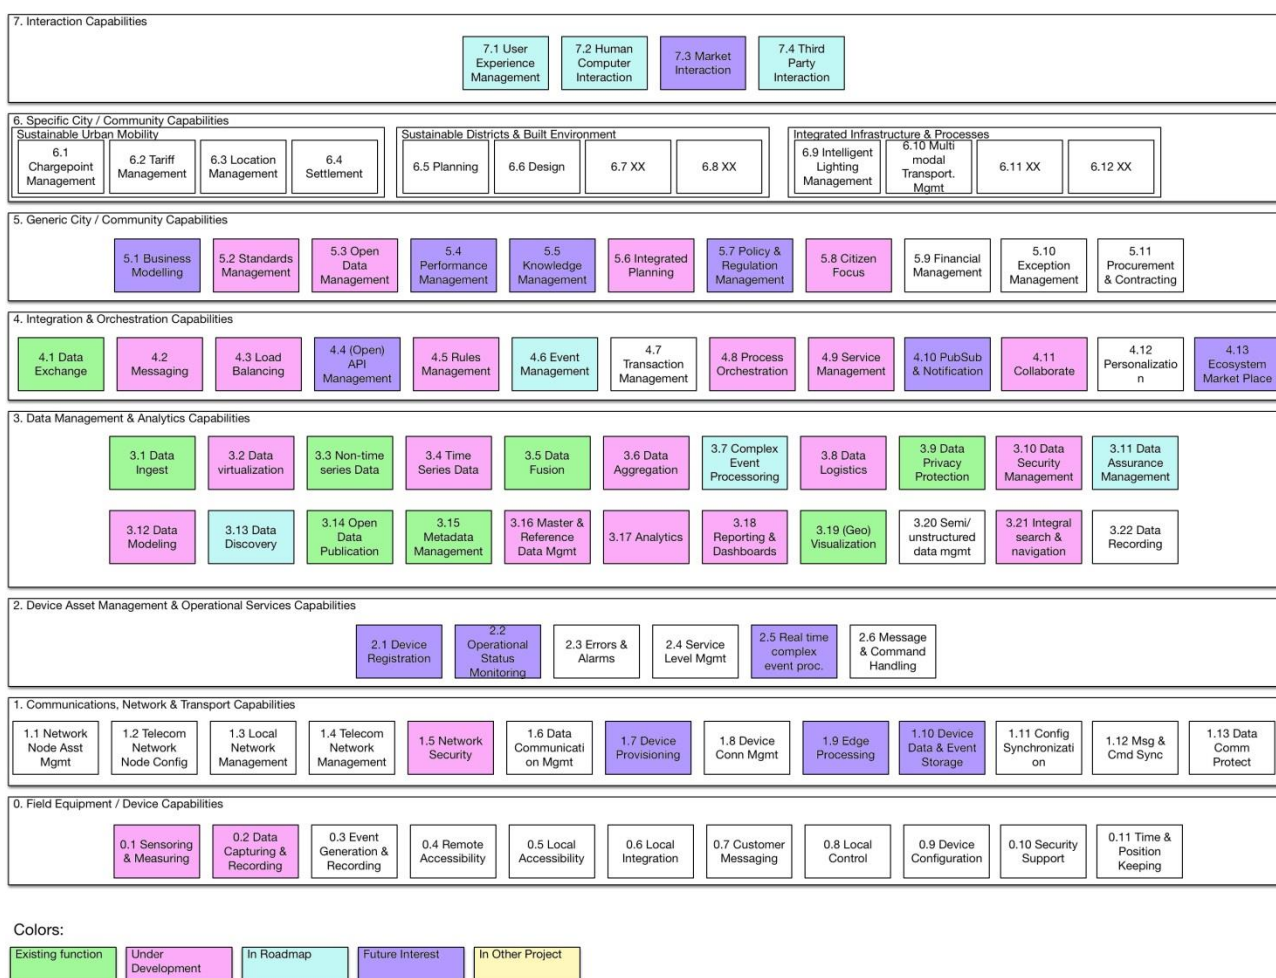 7. Interaction Capabilities
7.1 User
Experience
Management
7.2 Human
Computer
Interaction
7.3 Market
Interaction
7.4 Third
Party
Interaction
6. Specific City / Community Capabilities
Sustainable Urban Mobility
6.1
Chargepoint
Management
6.2 Tariff
Management
6.3 Location
Management
6.4
Settlement
Sustainable Districts & Built Environment
6.5 Planning
6.6 Design
6.7 XX
6.8 XX
Integrated Infrastructure & Processes
6.9 Intelligent
Lighting
Management
6.10 Multi
modal
Transport.
Mgmt
6.11 XX
6.12 XX
5. Generic City / Community Capabilities
5.1 Business
Modelling
5.2 Standards
Management
5.3 Open
Data
Management
5.4
Performance
Management
5.5
Knowledge
Management
5.6 Integrated
Planning
5.7 Policy &
Regulation
Management
5.8 Citizen
Focus
5.9 Financial
Management
5.10
Exception
Management
5.11
Procurement
& Contracting
4. Integration & Orchestration Capabilities
4.1 Data
Exchange
4.2
Messaging
4.3 Load
Balancing
4.4 (Open)
API
Management
4.5 Rules
Management
4.6 Event
Management
4.7
Transaction
Management
4.8 Process
Orchestration
4.9 Service
Management
4.10 PubSub
& Notification
4.11
Collaborate
4.12
Personalizatio
n
4.13
Ecosystem
Market Place
3. Data Management & Analytics Capabilities
3.1 Data
Ingest
3.2 Data
virtualization
3.3 Non-time
series Data
3.4 Time
Series Data
3.5 Data
Fusion
3.6 Data
Aggregation
3.7 Complex
Event
Processoring
3.8 Data
Logistics
3.9 Data
Privacy
Protection
3.10 Data
Security
Management
3.11 Data
Assurance
Management
3.12 Data
Modeling
3.13 Data
Discovery
3.14 Open
Data
Publication
3.15
Metadata
Management
3.16 Master &
Reference
Data Mgmt
3.17 Analytics
3.18
Reporting &
Dashboards
3.19 (Geo)
Visualization
3.20 Semi/
unstructured
data mgmt
3.21 Integral
search &
navigation
3.22 Data
Recording
2. Device Asset Management & Operational Services Capabilities
2.1 Device
Registration
2.2
Operational
Status
Monitoring
2.3 Errors &
Alarms
2.4 Service
Level Mgmt
2.5 Real time
complex
event proc.
2.6 Message
& Command
Handling
1. Communications, Network & Transport Capabilities
1.1 Network
Node Asst
Mgmt
1.2 Telecom
Network
Node Config
1.3 Local
Network
Management
1.4 Telecom
Network
Management
1.5 Network
Security
1.6 Data
Communicati
on Mgmt
1.7 Device
Provisioning
1.8 Device
Conn Mgmt
1.9 Edge
Processing
1.10 Device
Data & Event
Storage
1.11 Config
Synchronizati
on
1.12 Msg &
Cmd Sync
1.13 Data
Comm
Protect
0. Field Equipment / Device Capabilities
0.1 Sensoring
& Measuring
0.2 Data
Capturing &
Recording
0.3 Event
Generation &
Recording
0.4 Remote
Accessibility
0.5 Local
Accessibility
0.6 Local
Integration
0.7 Customer
Messaging
0.8 Local
Control
0.9 Device
Configuration
0.10 Security
Support
0.11 Time &
Position
Keeping
Colors:
Existing function
Under
Development
In Roadmap
Future Interest
In Other Project